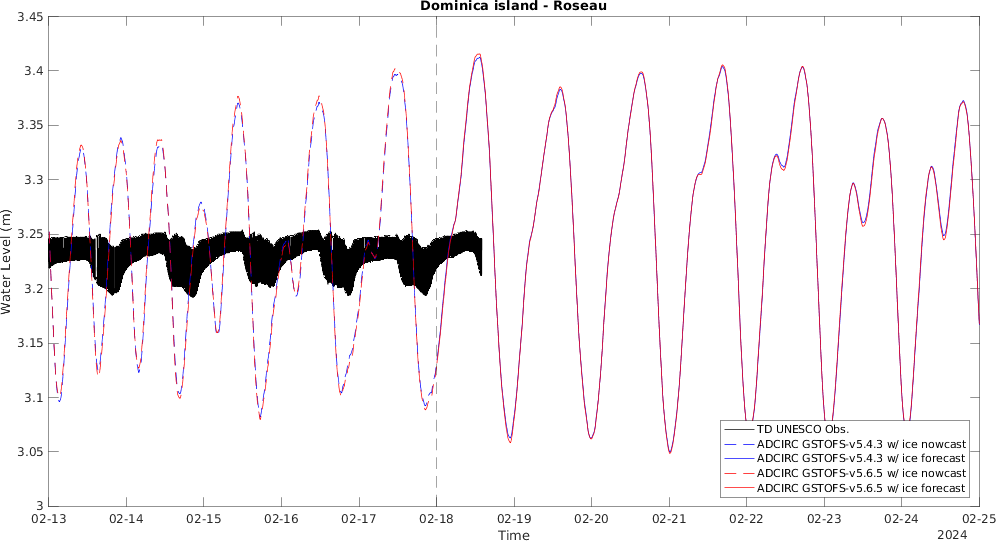 Dominica island - Roseau
3.45
3.4
3.35
3.3
3.25
3.2
3.15
3.1
3.05
3
Water Level (m)
02-13 02-14 02-15 02-16 02-17 02-18 02-19 02-20 02-21 02-22 02-23 02-24 02-25
Time
2024
TD UNESCO Obs.
ADCIRC GSTOFS-v5.4.3 w/ ice nowcast
ADCIRC GSTOFS-v5.4.3 w/ ice forecast
ADCIRC GSTOFS-v5.6.5 w/ ice nowcast
ADCIRC GSTOFS-v5.6.5 w/ ice forecast